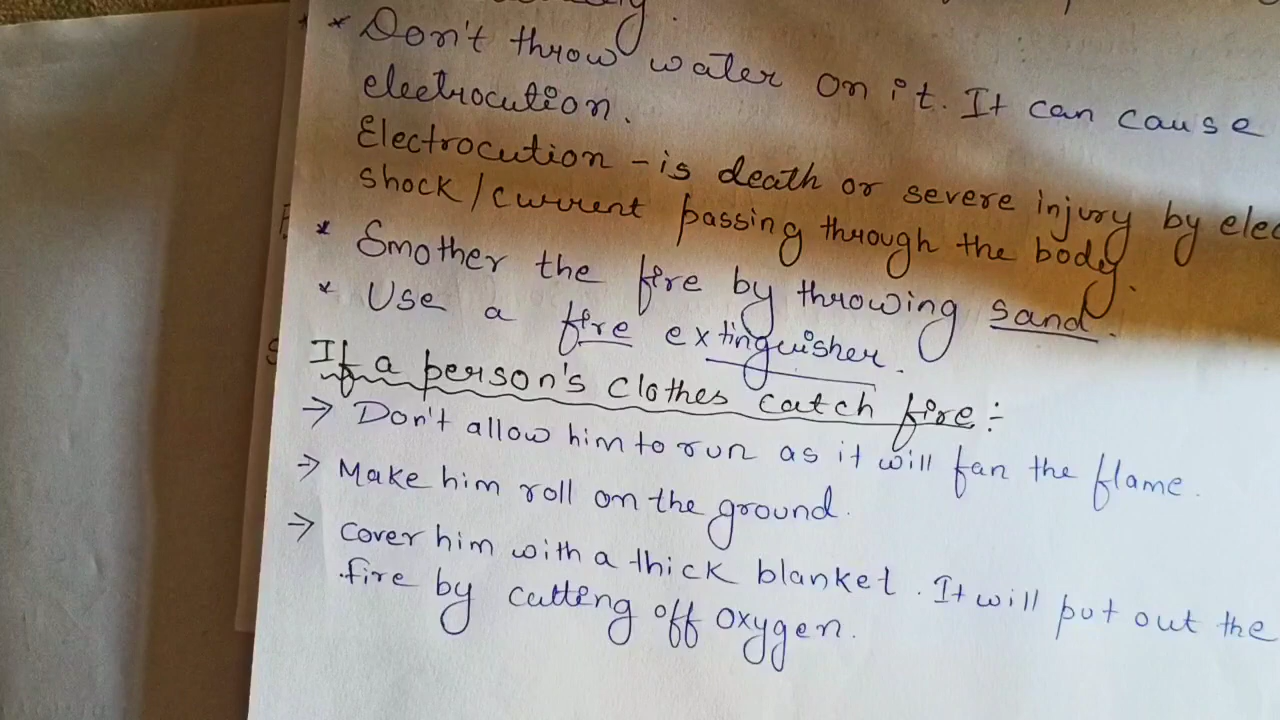 * Don't throw water on it. It can cause
electrocution.
Electrocution - is death or severe injury by elec
shock/current passing through the body.
* Smother the fire by throwing sand.
* Use a fire extinguisher.
If a person's clothes catch fire :-
→ Don't allow him to run as it will fan the flame.
→ Make him roll on the ground.
→ Cover him with a thick blanket. It will put out the
fire by cutting off oxygen.